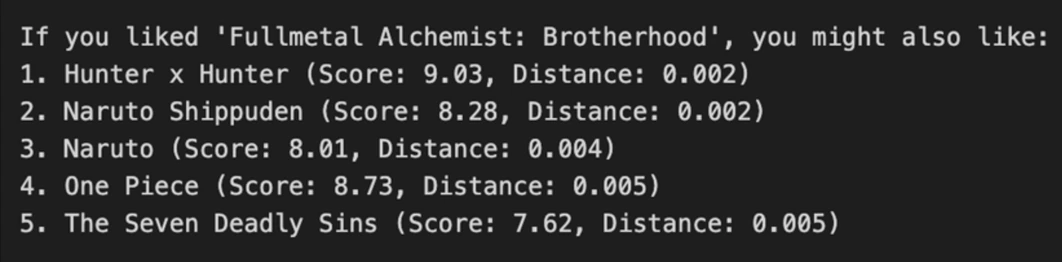 If you liked 'Fullmetal Alchemist: Brotherhood', you might also like:
1. Hunter x Hunter (Score: 9.03, Distance: 0.002)
2. Naruto Shippuden (Score: 8.28, Distance: 0.002)
3. Naruto (Score: 8.01, Distance: 0.004)
4. One Piece (Score: 8.73, Distance: 0.005)
5. The Seven Deadly Sins (Score: 7.62, Distance: 0.005)